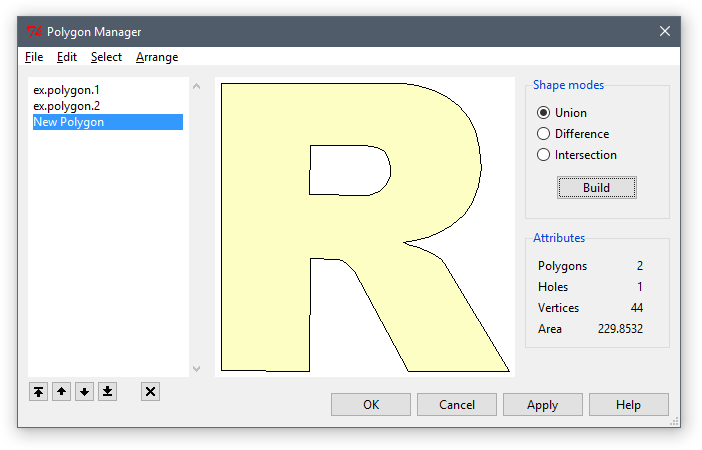 Polygon Manager
File Edit Select Arrange
ex.polygon.1
ex.polygon.2
New Polygon
R
Shape modes
Union
Difference
Intersection
Build
Attributes
Polygons 2
Holes 1
Vertices 44
Area 229.8532
OK Cancel Apply Help